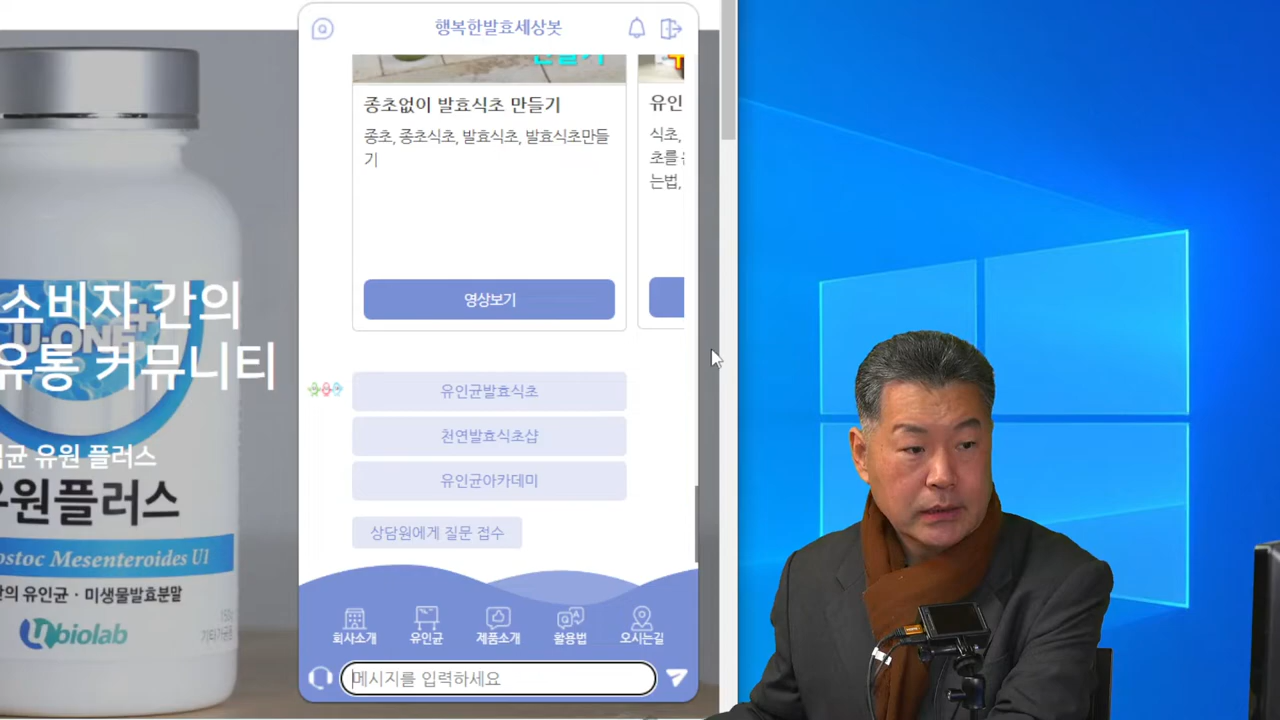 행복한발효세상봇
만들기
종초없이 발효식초 만들기
종초, 종초식초, 발효식초, 발효식초만들
기
유인
식초,
초를
는법,
영상보기
소비자 간의
유통 커뮤니티
U-ONE+
유인균발효식초
천연발효식초샵
유인균아카데미
상담원에게 질문 접수
균 유원 플러스
유원플러스
ostoc Mesenteroides U1
의 유인균 · 미생물발효분말
Ubiolab
회사소개
유인균
제품소개
활용법
오시는길
메시지를 입력하세요